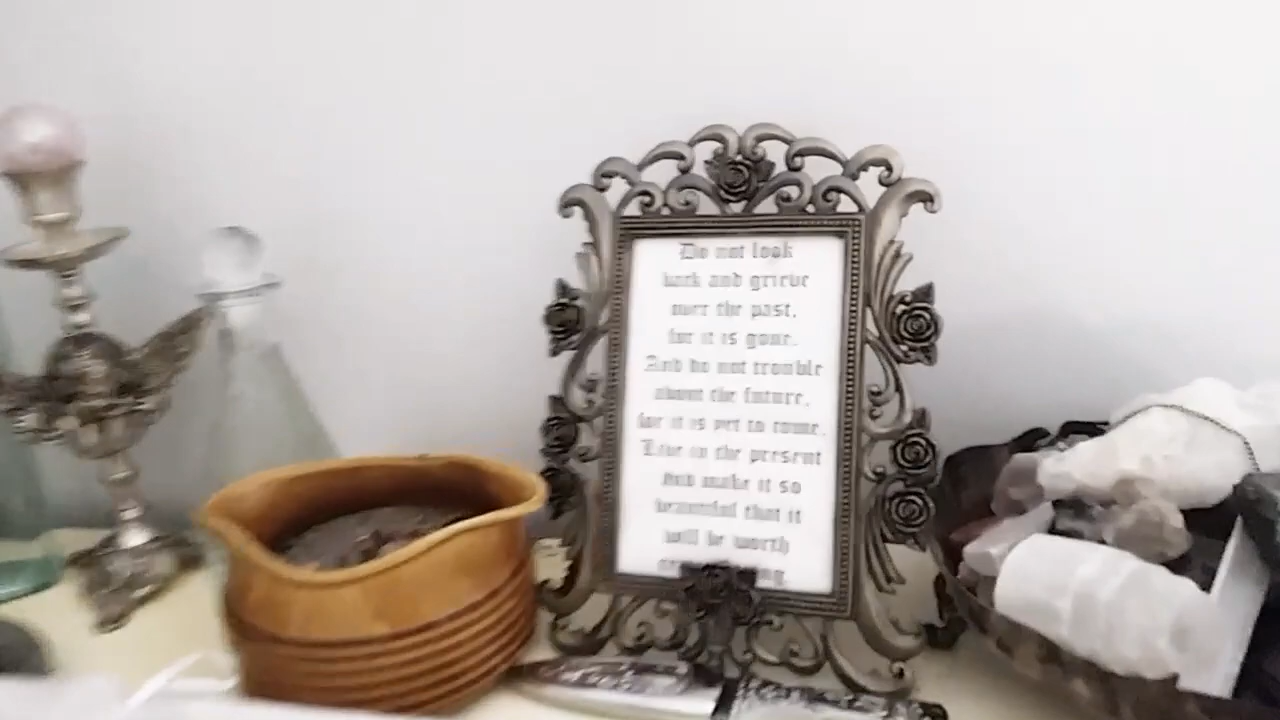 Do not look
back and grieve
over the past,
for it is gone.
And do not trouble
about the future,
for it is yet to come.
Live in the present
And make it so
beautiful that it
will be worth